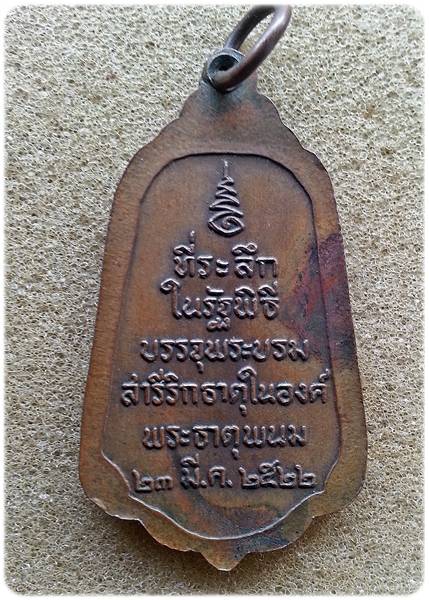 ที่ระลึก
ในรัฐพิธี
บรรจุพระบรม
สารีริกธาตุในองค์
พระธาตุพนม
๒๓ มี.ค. ๒๕๒๒